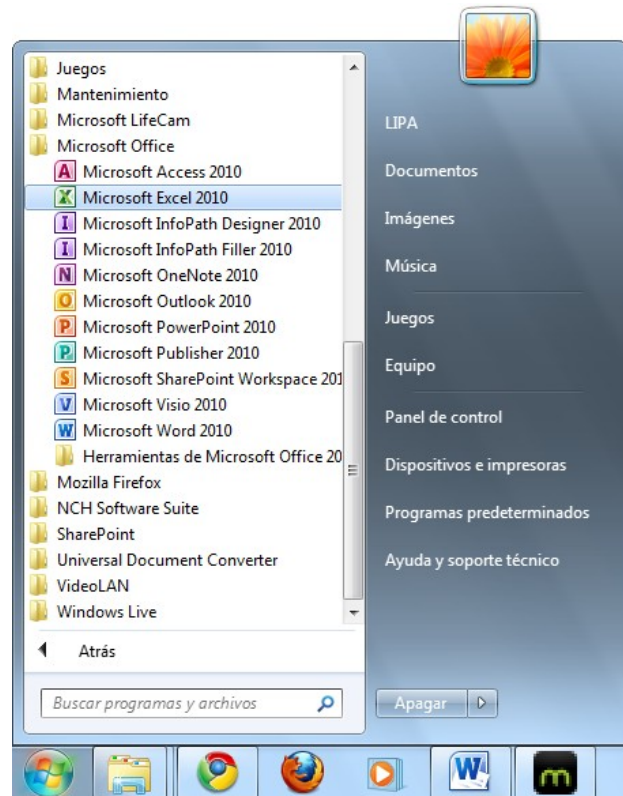 Juegos
Mantenimiento
Microsoft LifeCam
Microsoft Office
Microsoft Access 2010
Microsoft Excel 2010
Microsoft InfoPath Designer 2010
Microsoft InfoPath Filler 2010
Microsoft OneNote 2010
Microsoft Outlook 2010
Microsoft PowerPoint 2010
Microsoft Publisher 2010
Microsoft SharePoint Workspace 201
Microsoft Visio 2010
Microsoft Word 2010
Herramientas de Microsoft Office 20
Mozilla Firefox
NCH Software Suite
SharePoint
Universal Document Converter
VideoLAN
Windows Live
Atrás
Buscar programas y archivos
LIPA
Documentos
Imágenes
Música
Juegos
Equipo
Panel de control
Dispositivos e impresoras
Programas predeterminados
Ayuda y soporte técnico
Apagar